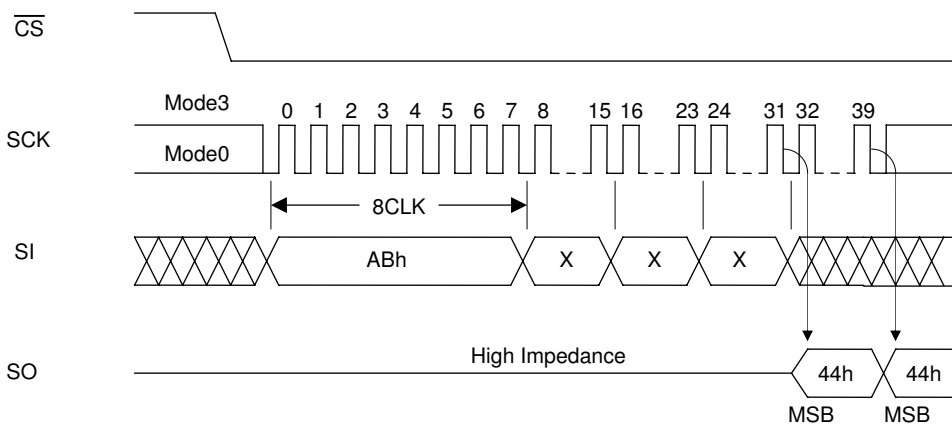 CS
Mode3
0 1 2 3 4 5 6 7 8 15 16 23 24 31 32 39
SCK
Mode0
8CLK
SI
ABh X X X
High Impedance
SO
44h 44h
MSB MSB